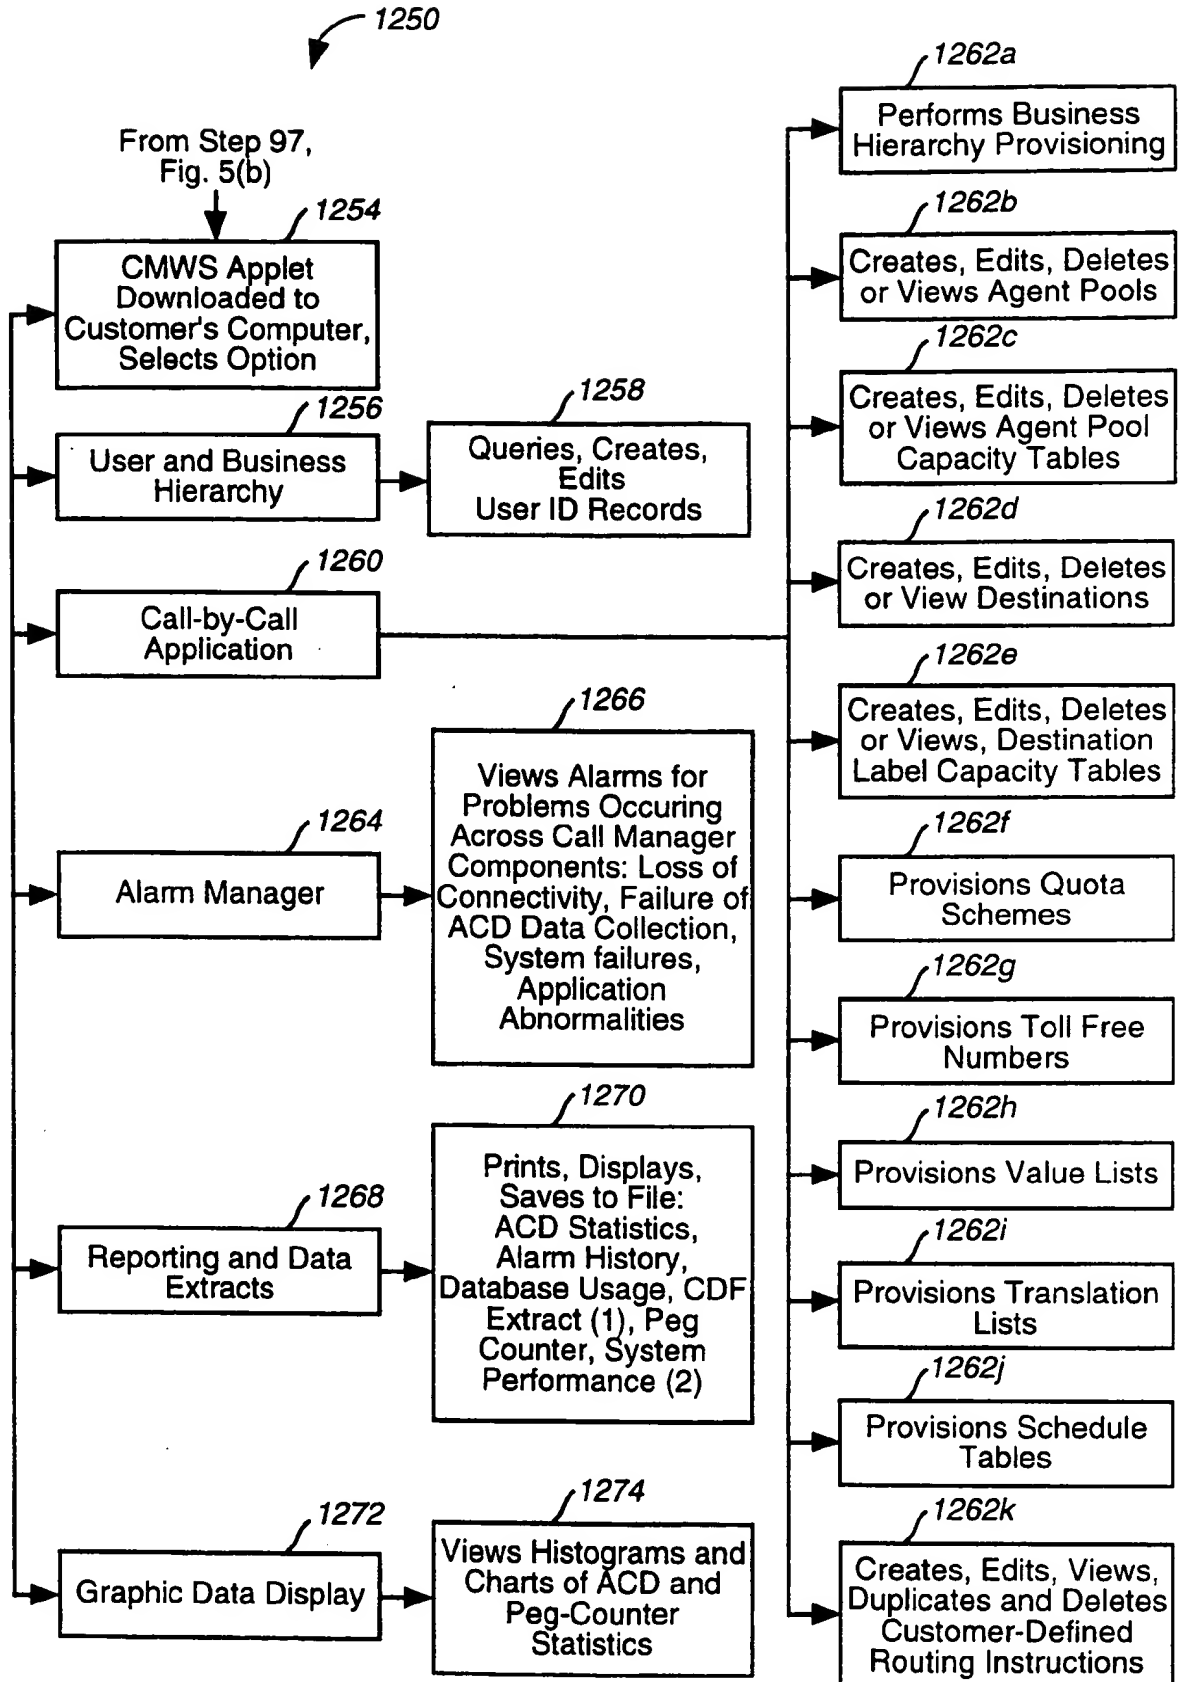 1250
From Step 97,
Fig. 5(b)
1254
CMWS Applet
Downloaded to
Customer's Computer,
Selects Option
1256
User and Business
Hierarchy
1258
Queries, Creates,
Edits
User ID Records
1260
Call-by-Call
Application
1264
Alarm Manager
1266
Views Alarms for
Problems Occuring
Across Call Manager
Components: Loss of
Connectivity, Failure of
ACD Data Collection,
System failures,
Application
Abnormalities
1268
Reporting and Data
Extracts
1270
Prints, Displays,
Saves to File:
ACD Statistics,
Alarm History,
Database Usage, CDF
Extract (1), Peg
Counter, System
Performance (2)
1272
Graphic Data Display
1274
Views Histograms and
Charts of ACD and
Peg-Counter
Statistics
1262a
Performs Business
Hierarchy Provisioning
1262b
Creates, Edits, Deletes
or Views Agent Pools
1262c
Creates, Edits, Deletes
or Views Agent Pool
Capacity Tables
1262d
Creates, Edits, Deletes
or View Destinations
1262e
Creates, Edits, Deletes
or Views, Destination
Label Capacity Tables
1262f
Provisions Quota
Schemes
1262g
Provisions Toll Free
Numbers
1262h
Provisions Value Lists
1262i
Provisions Translation
Lists
1262j
Provisions Schedule
Tables
1262k
Creates, Edits, Views,
Duplicates and Deletes
Customer-Defined
Routing Instructions